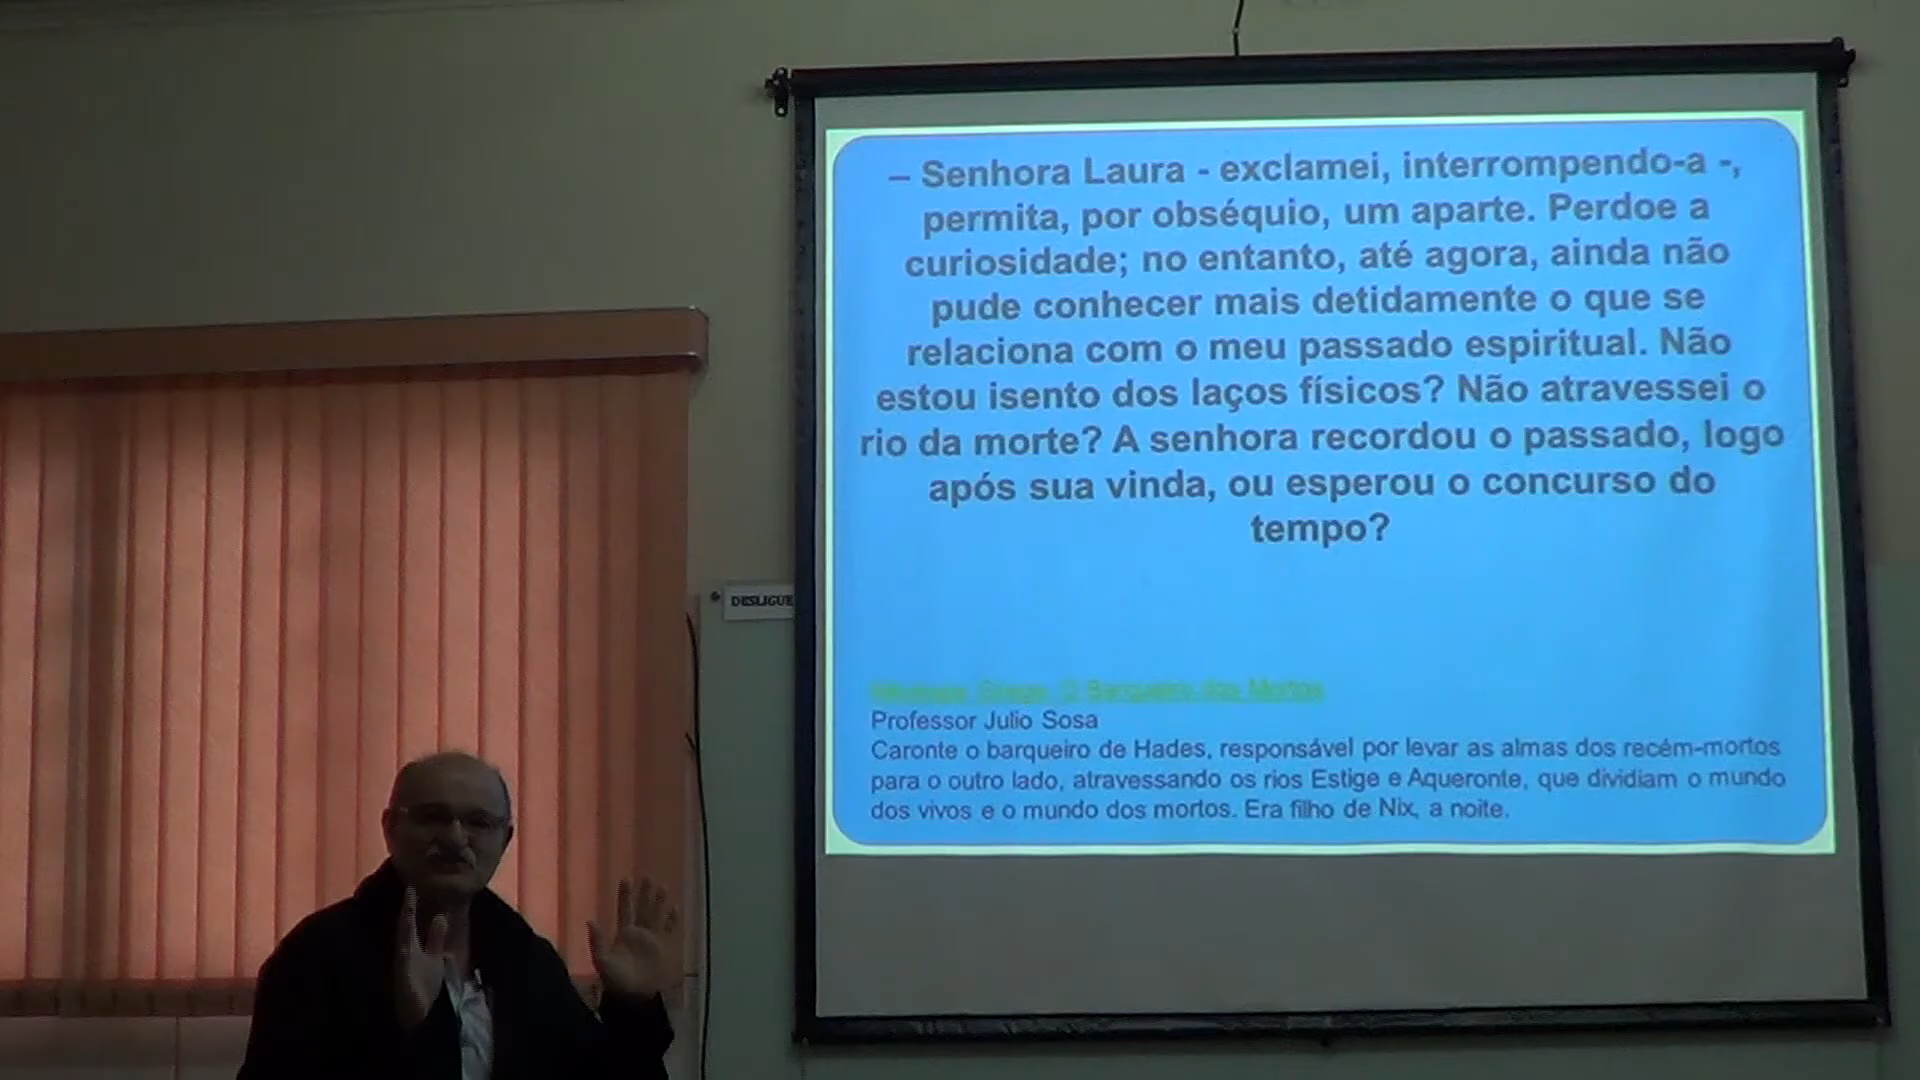 – Senhora Laura - exclamei, interrompendo-a -,
permita, por obséquio, um aparte. Perdoe a
curiosidade; no entanto, até agora, ainda não
pude conhecer mais detidamente o que se
relaciona com o meu passado espiritual. Não
estou isento dos laços físicos? Não atravessei o
rio da morte? A senhora recordou o passado, logo
após sua vinda, ou esperou o concurso do
tempo?
DESLIGUE
O Barqueiro dos Mortos
Professor Julio Sosa
Caronte o barqueiro de Hades, responsável por levar as almas dos recém-mortos
para o outro lado, atravessando os rios Estige e Aqueronte, que dividiam o mundo
dos vivos e o mundo dos mortos. Era filho de Nix, a noite.